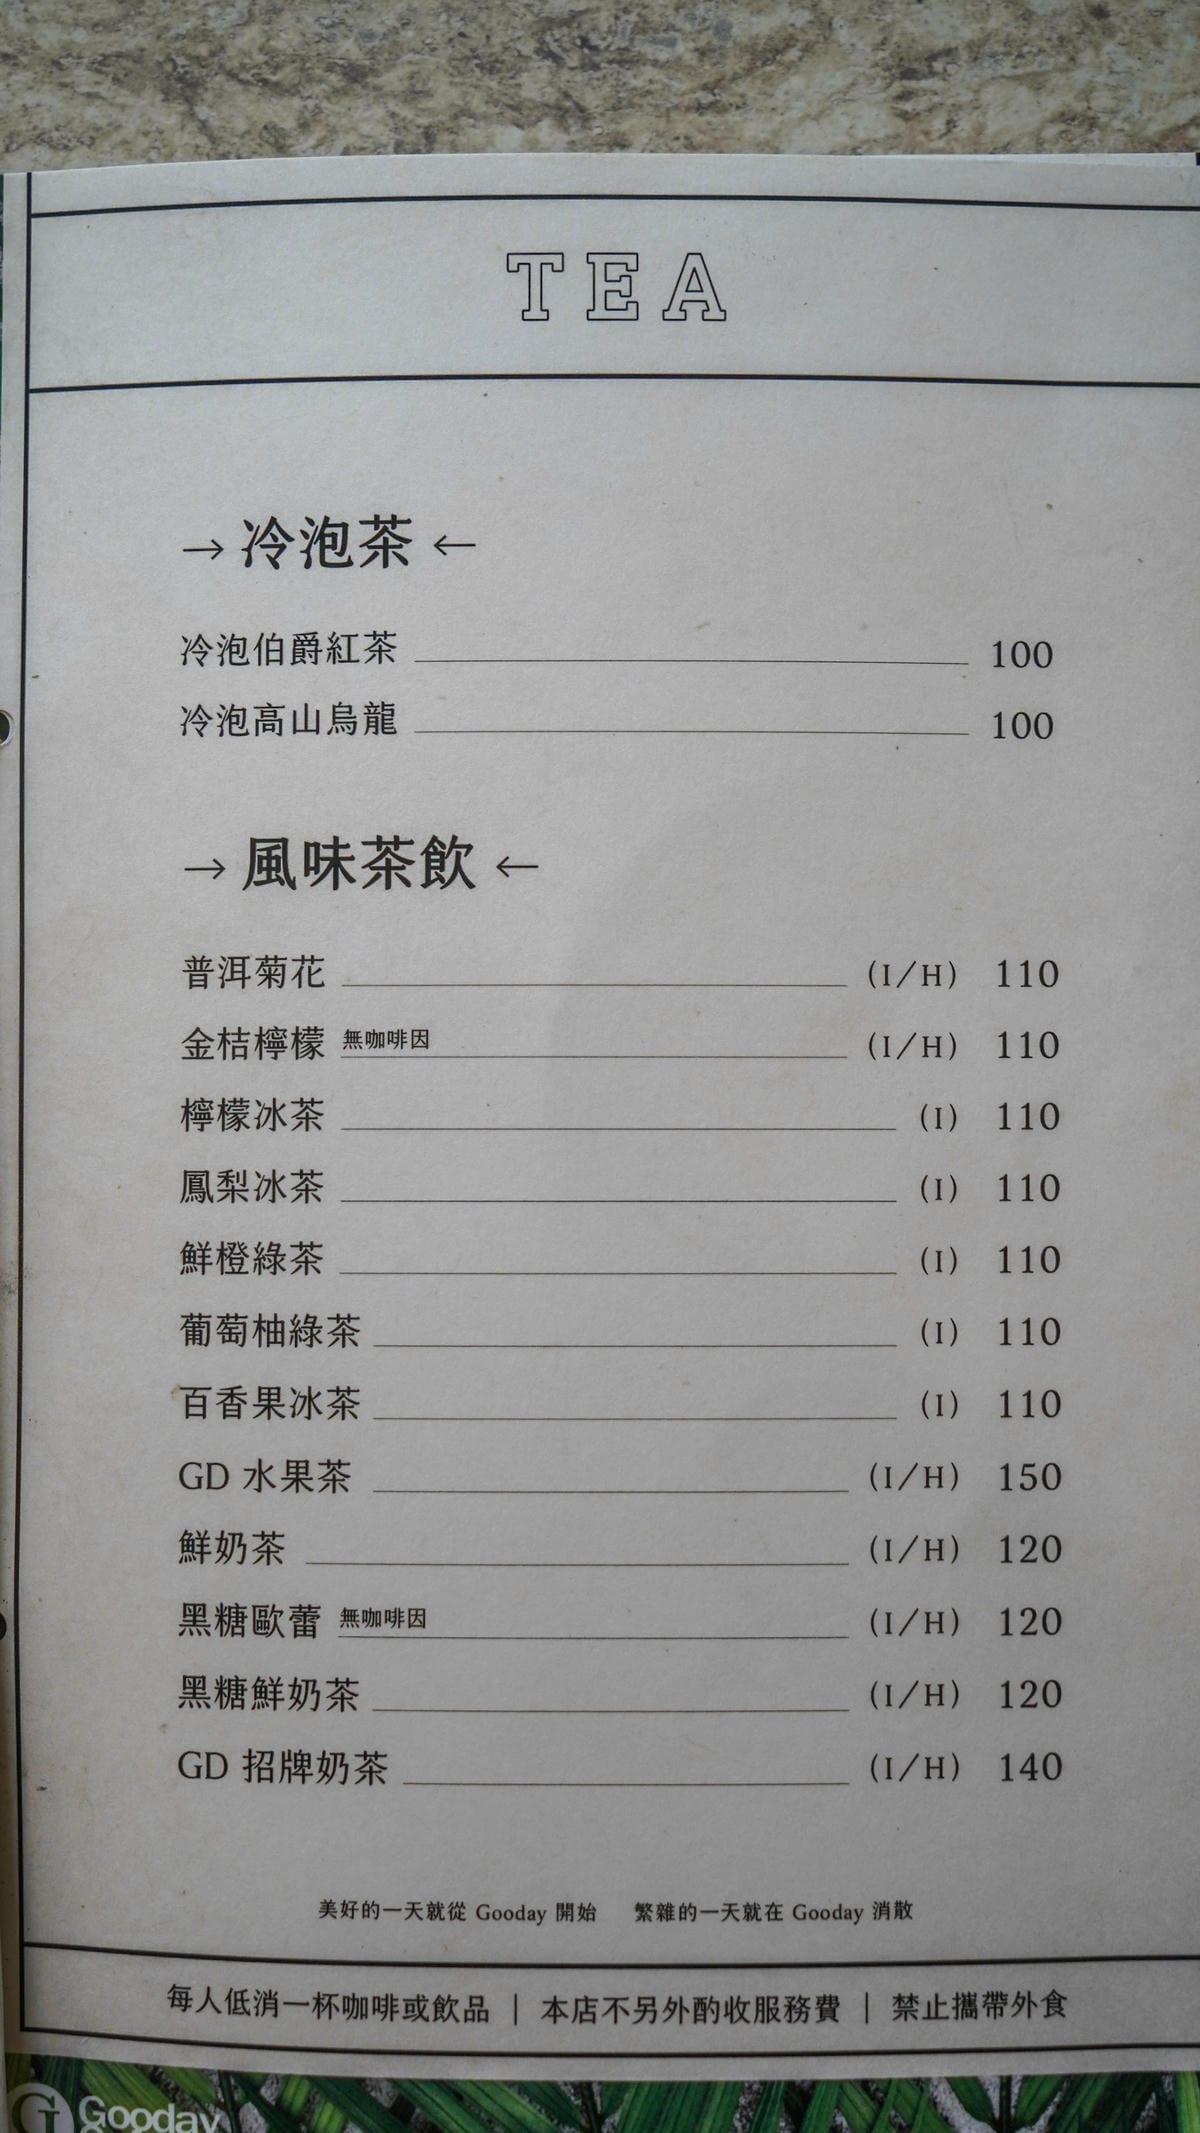 TEA
→ 冷泡茶 ←
冷泡伯爵紅茶 100
冷泡高山烏龍 100
→ 風味茶飲 ←
普洱菊花 (I/H) 110
金桔檸檬 無咖啡因 (I/H) 110
檸檬冰茶 (I) 110
鳳梨冰茶 (I) 110
鮮橙綠茶 (I) 110
葡萄柚綠茶 (I) 110
百香果冰茶 (I) 110
GD 水果茶 (I/H) 150
鮮奶茶 (I/H) 120
黑糖歐蕾 無咖啡因 (I/H) 120
黑糖鮮奶茶 (I/H) 120
GD 招牌奶茶 (I/H) 140
美好的一天就從 Gooday 開始 繁雜的一天就在 Gooday 消散
每人低消一杯咖啡或飲品 | 本店不另外酌收服務費 | 禁止攜帶外食
Gooday